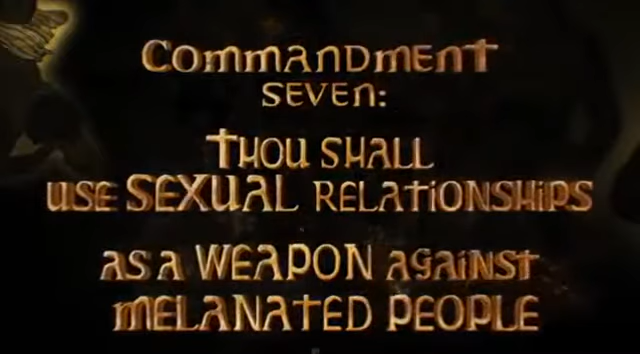 COMMANDMENT
SEVEN:
THOU SHALL
USE SEXUAL RELATIONSHIPS
AS A WEAPON AGAINST
MELANATED PEOPLE